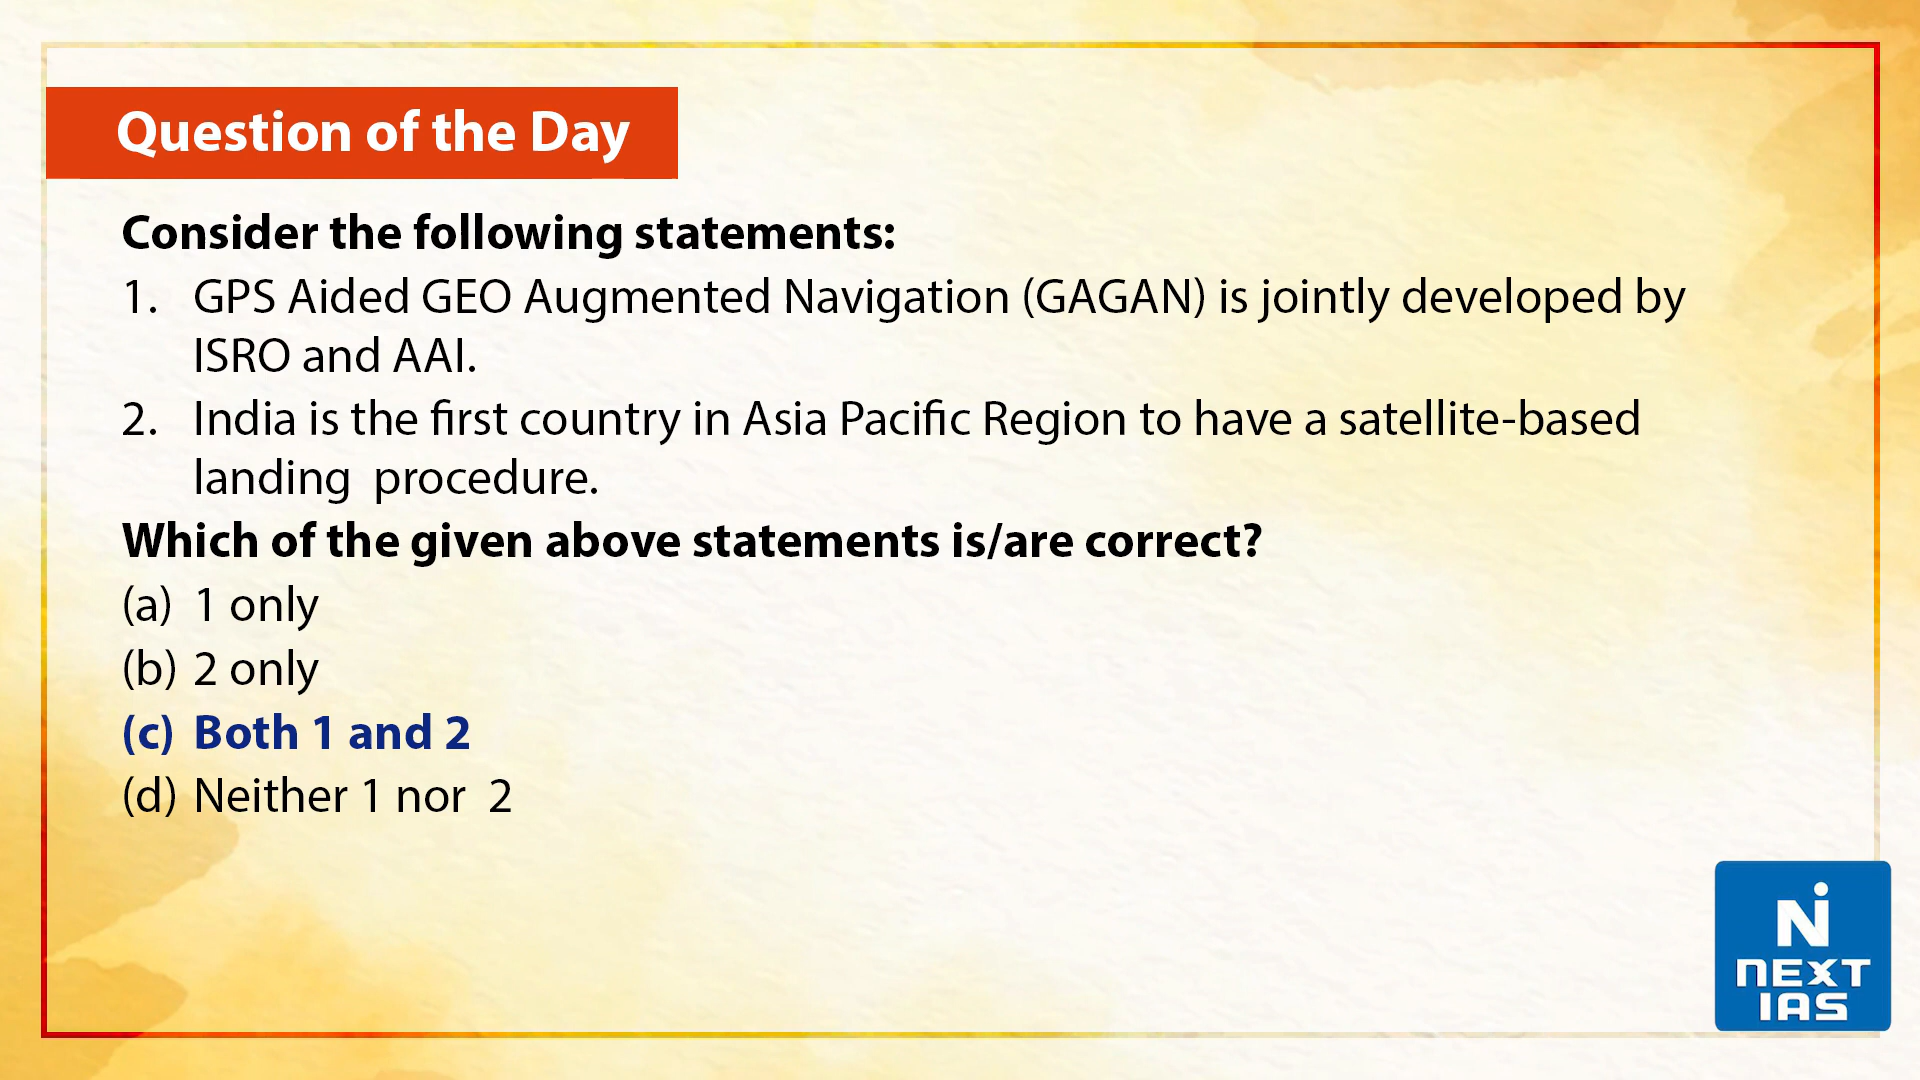 Question of the Day
Consider the following statements:
1. GPS Aided GEO Augmented Navigation (GAGAN) is jointly developed by
ISRO and AAI.
2. India is the first country in Asia Pacific Region to have a satellite-based
landing procedure.
Which of the given above statements is/are correct?
(a) 1 only
(b) 2 only
(c) Both 1 and 2
(d) Neither 1 nor 2
N
NEXT
IAS